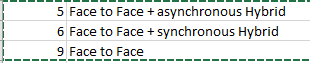 5 Face to Face + asynchronous Hybrid
6 Face to Face + synchronous Hybrid
9 Face to Face